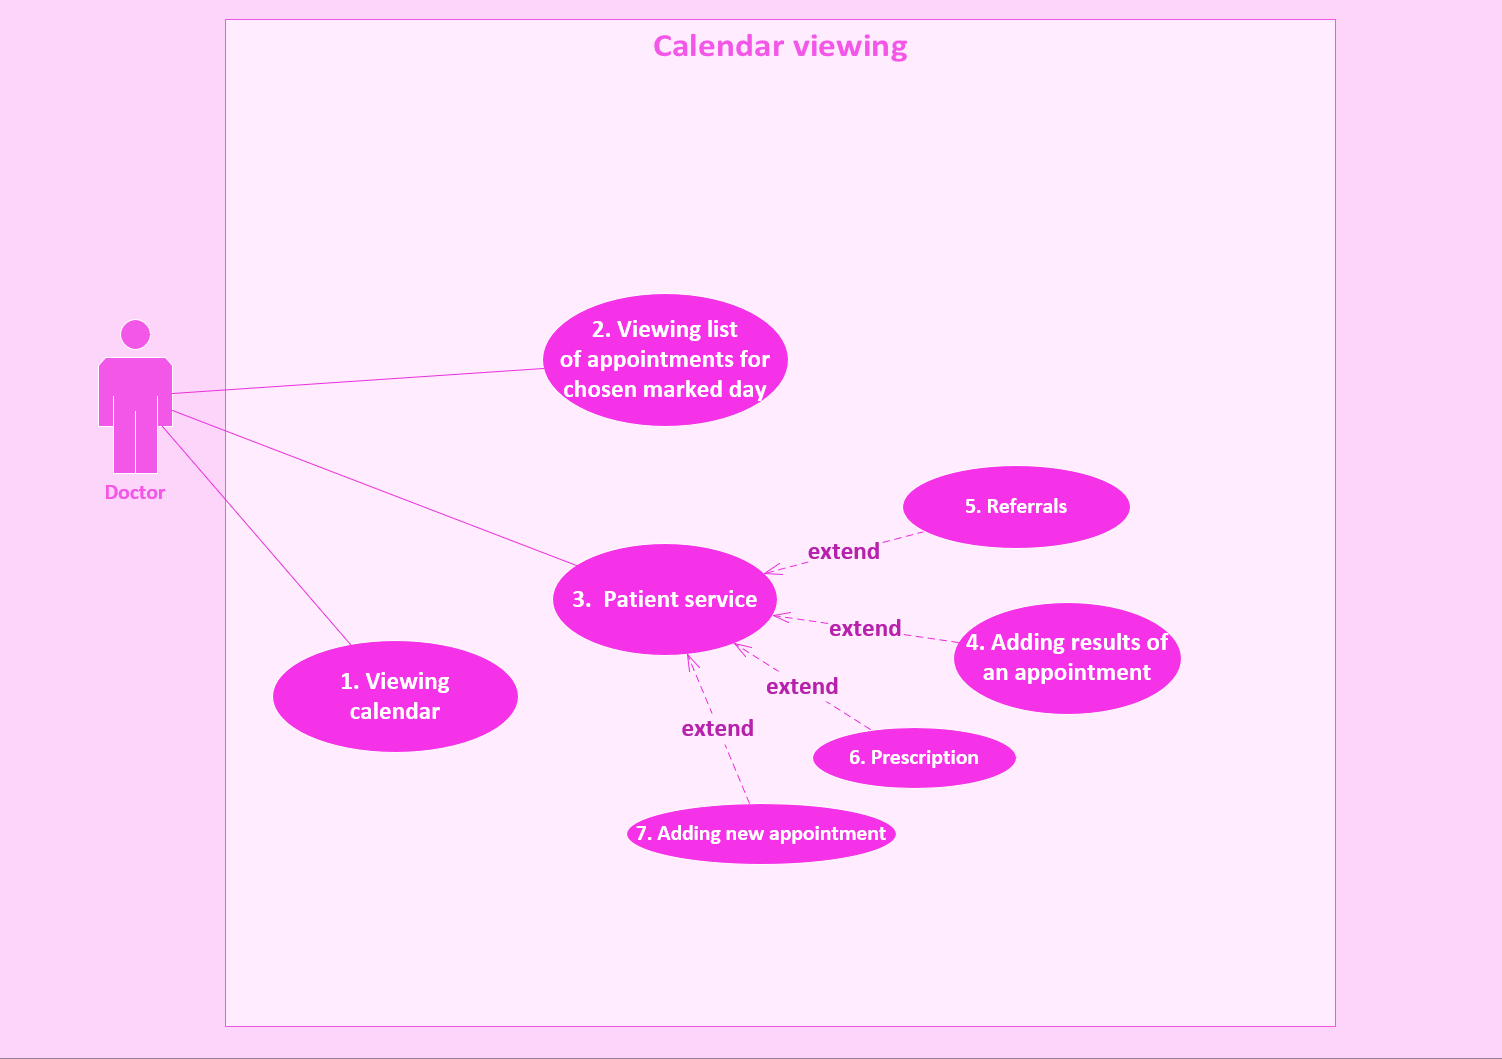 Calendar viewing
2. Viewing list
of appointments for
chosen marked day
Doctor
5. Referrals
extend
3.  Patient service
extend
4. Adding results of
an appointment
1. Viewing
calendar
extend
extend
6. Prescription
7. Adding new appointment